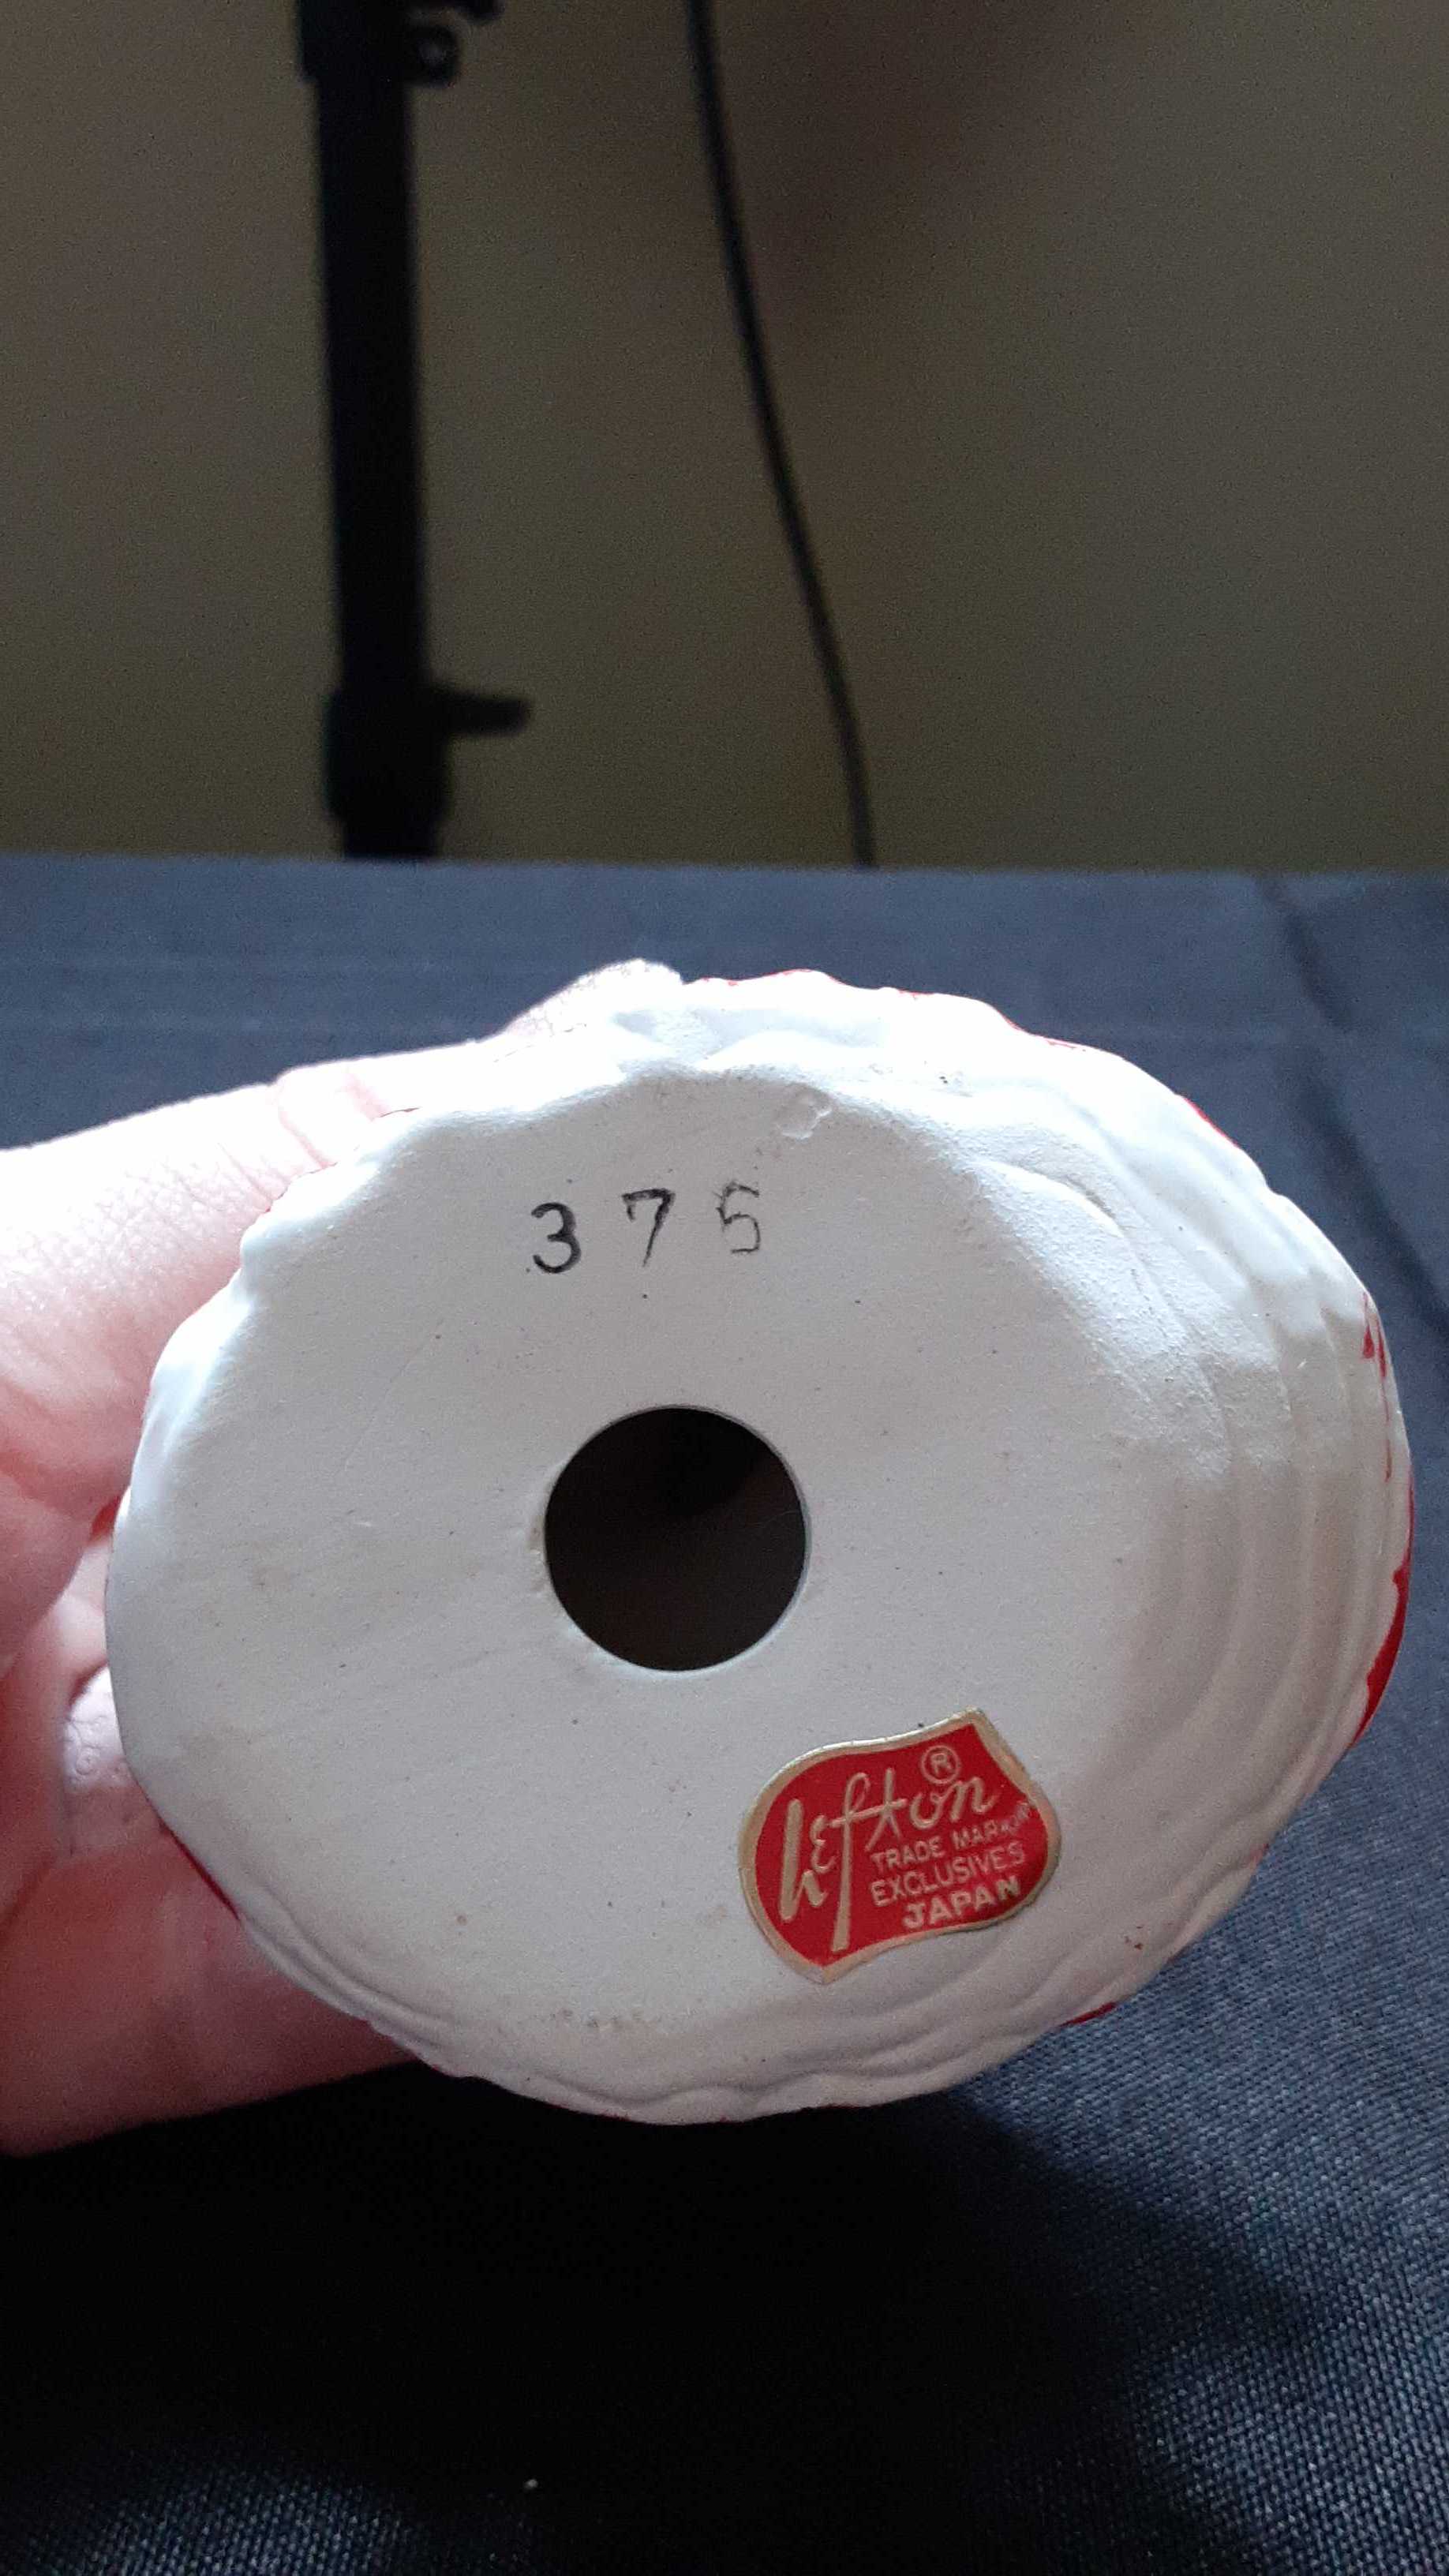 375
Lefton ®
TRADE MARK
EXCLUSIVES
JAPAN